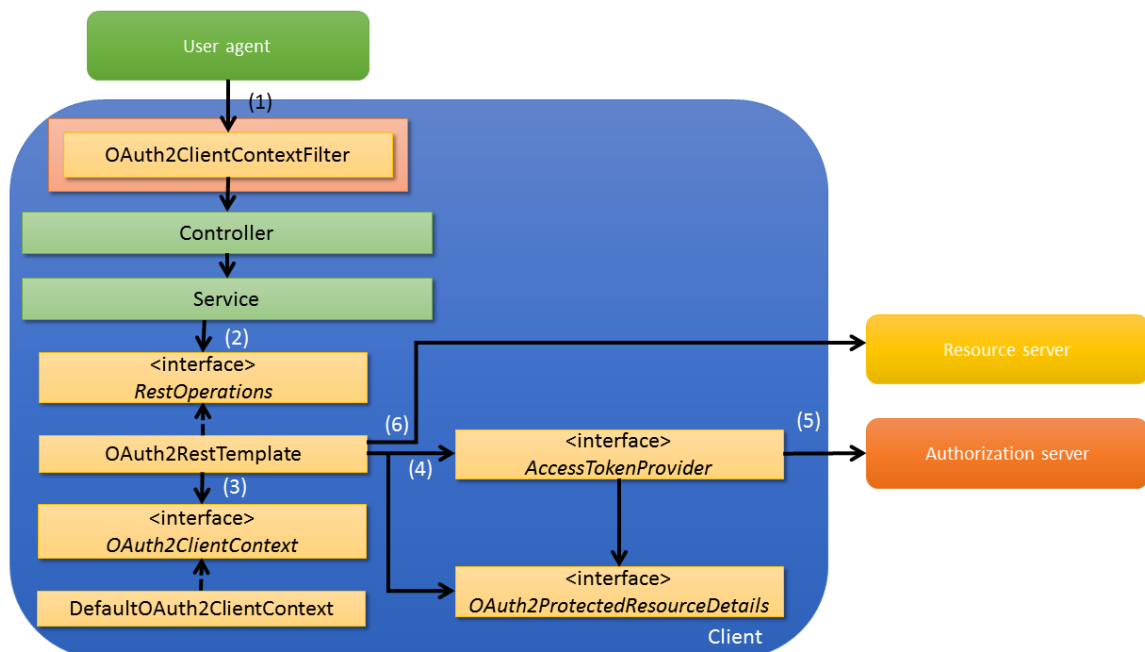 User agent
(1)
OAuth2ClientContextFilter
Controller
Service
(2)
<interface>
RestOperations
Resource server
(6)
OAuth2RestTemplate
(4)
<interface>
AccessTokenProvider
(5)
Authorization server
(3)
<interface>
OAuth2ClientContext
<interface>
OAuth2ProtectedResourceDetails
DefaultOAuth2ClientContext
Client